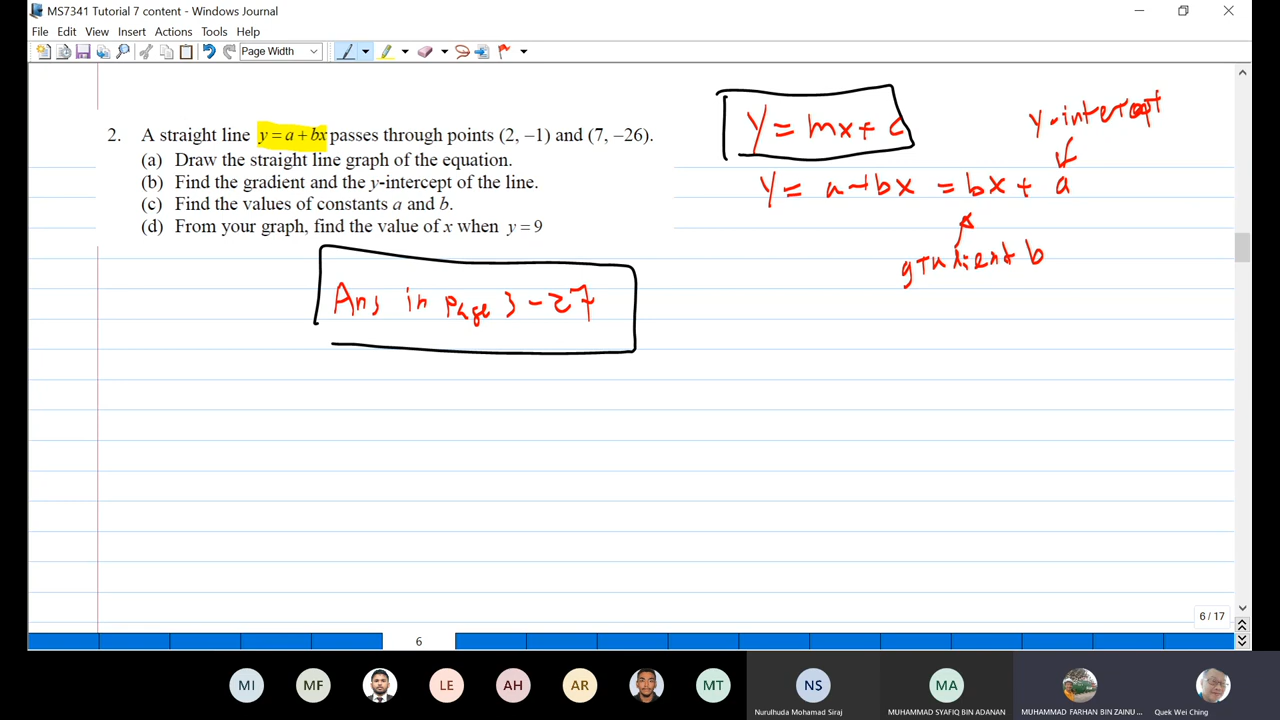 MS7341 Tutorial 7 content - Windows Journal
File Edit View Insert Actions Tools Help
Page Width
2. A straight line y = a + bx passes through points (2, −1) and (7, −26).
(a) Draw the straight line graph of the equation.
(b) Find the gradient and the y-intercept of the line.
(c) Find the values of constants a and b.
(d) From your graph, find the value of x when y = 9
Ans in page 3-27
y = mx + c
y-intercept
y = a + bx = bx + a
gradient b
6 / 17
6
MI MF LE AH AR MT NS MA
Nurulhuda Mohamad Siraj
MUHAMMAD SYAFIQ BIN ADANAN
MUHAMMAD FARHAN BIN ZAINU ...
Quek Wei Ching